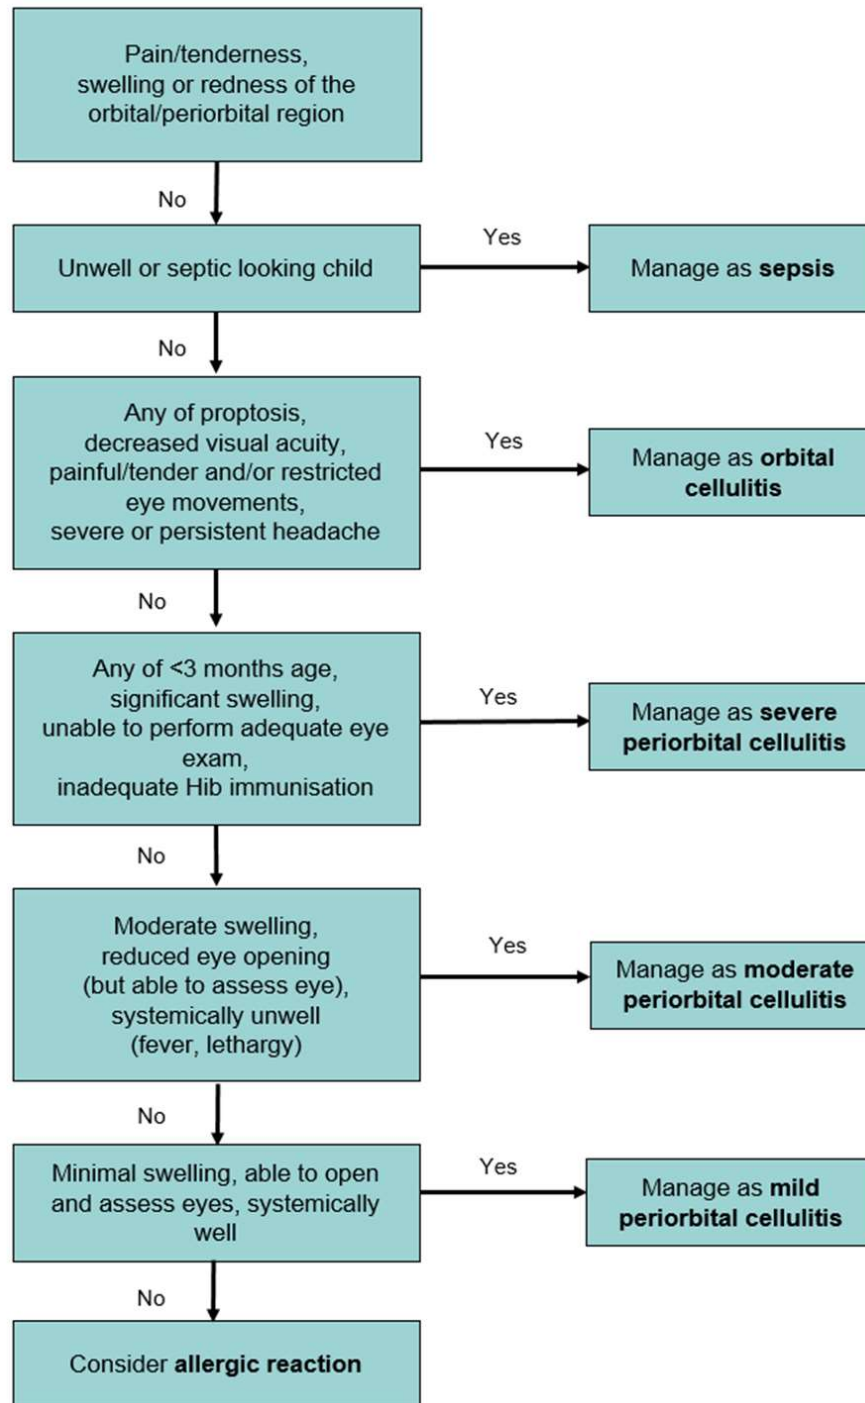 Pain/tenderness,
swelling or redness of the
orbital/periorbital region
No
Unwell or septic looking child
Yes
Manage as sepsis
No
Any of proptosis,
decreased visual acuity,
painful/tender and/or restricted
eye movements,
severe or persistent headache
Yes
Manage as orbital
cellulitis
No
Any of <3 months age,
significant swelling,
unable to perform adequate eye
exam,
inadequate Hib immunisation
Yes
Manage as severe
periorbital cellulitis
No
Moderate swelling,
reduced eye opening
(but able to assess eye),
systemically unwell
(fever, lethargy)
Yes
Manage as moderate
periorbital cellulitis
No
Minimal swelling, able to open
and assess eyes, systemically
well
Yes
Manage as mild
periorbital cellulitis
No
Consider allergic reaction